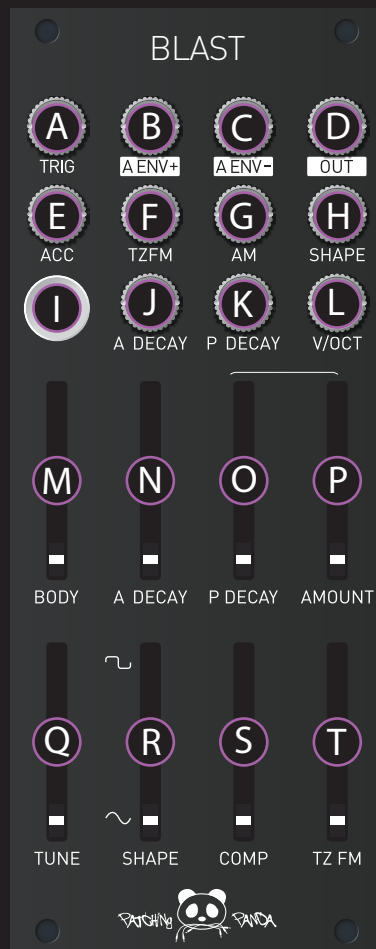 BLAST
A B C D
TRIG A ENV+ A ENV- OUT
E F G H
ACC TZFM AM SHAPE
I J K L
A DECAY P DECAY V/OCT
M N O P
BODY A DECAY P DECAY AMOUNT
Q R S T
TUNE SHAPE COMP TZ FM
PATCHING PANDA